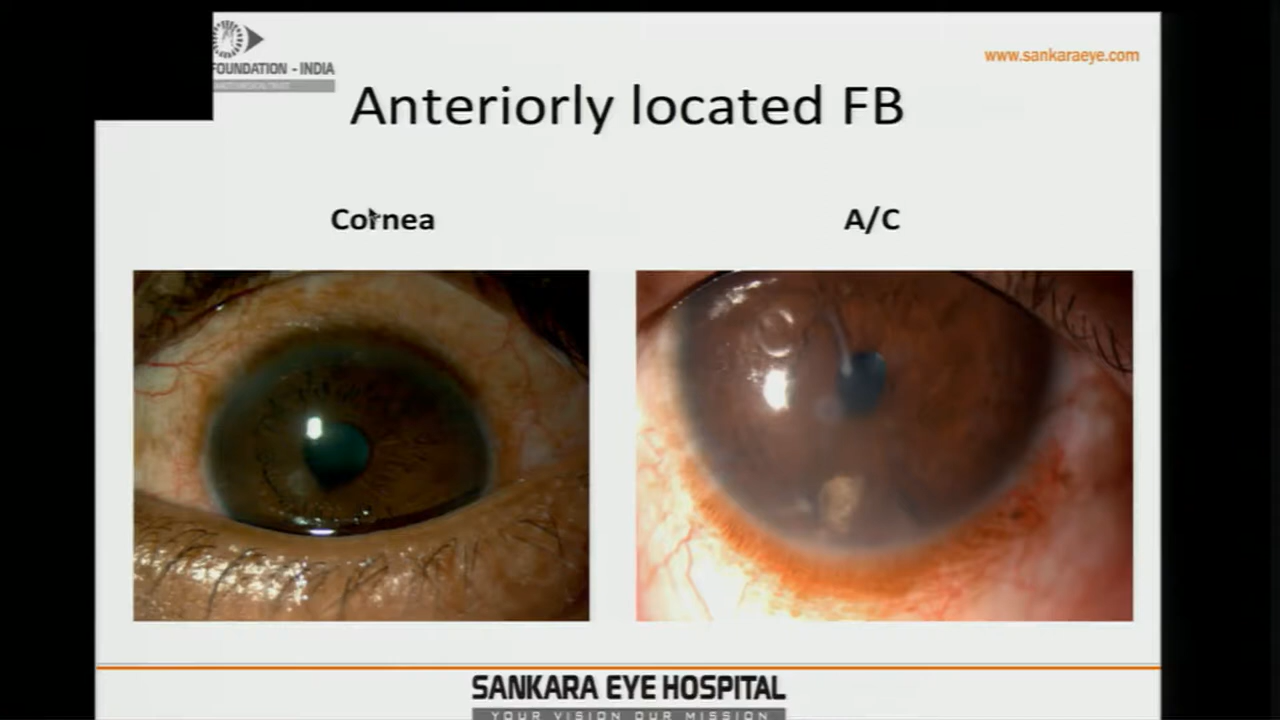 FOUNDATION - INDIA
www.sankaraeye.com
Anteriorly located FB
Cornea
A/C
SANKARA EYE HOSPITAL
YOUR VISION OUR MISSION